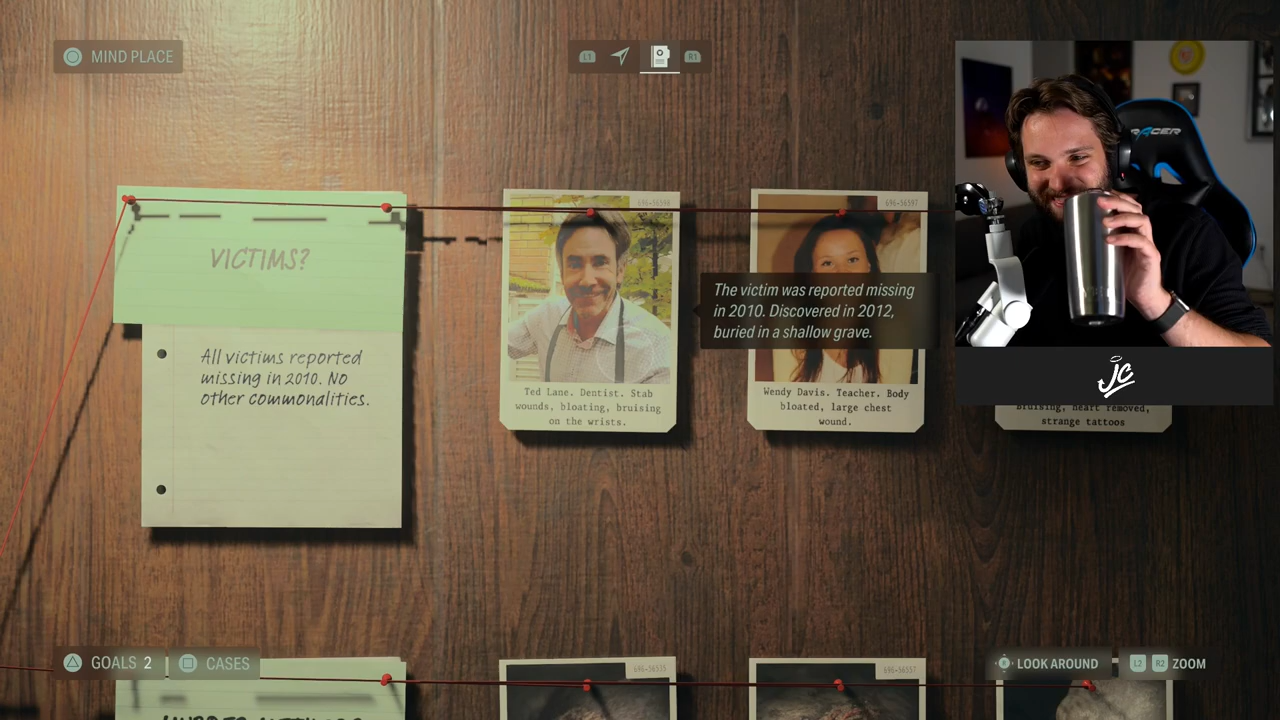 MIND PLACE
L1
R1
696-56598
696-56597
VICTIMS?
All victims reported
missing in 2010. No
other commonalities.
The victim was reported missing
in 2010. Discovered in 2012,
buried in a shallow grave.
Ted Lane. Dentist. Stab
wounds, bloating, bruising
on the wrists.
Wendy Davis. Teacher. Body
bloated, large chest
wound.
Bruising, heart removed,
strange tattoos
RACER
jc
GOALS 2
CASES
LOOK AROUND
L2 R2 ZOOM
696-56535
696-56557